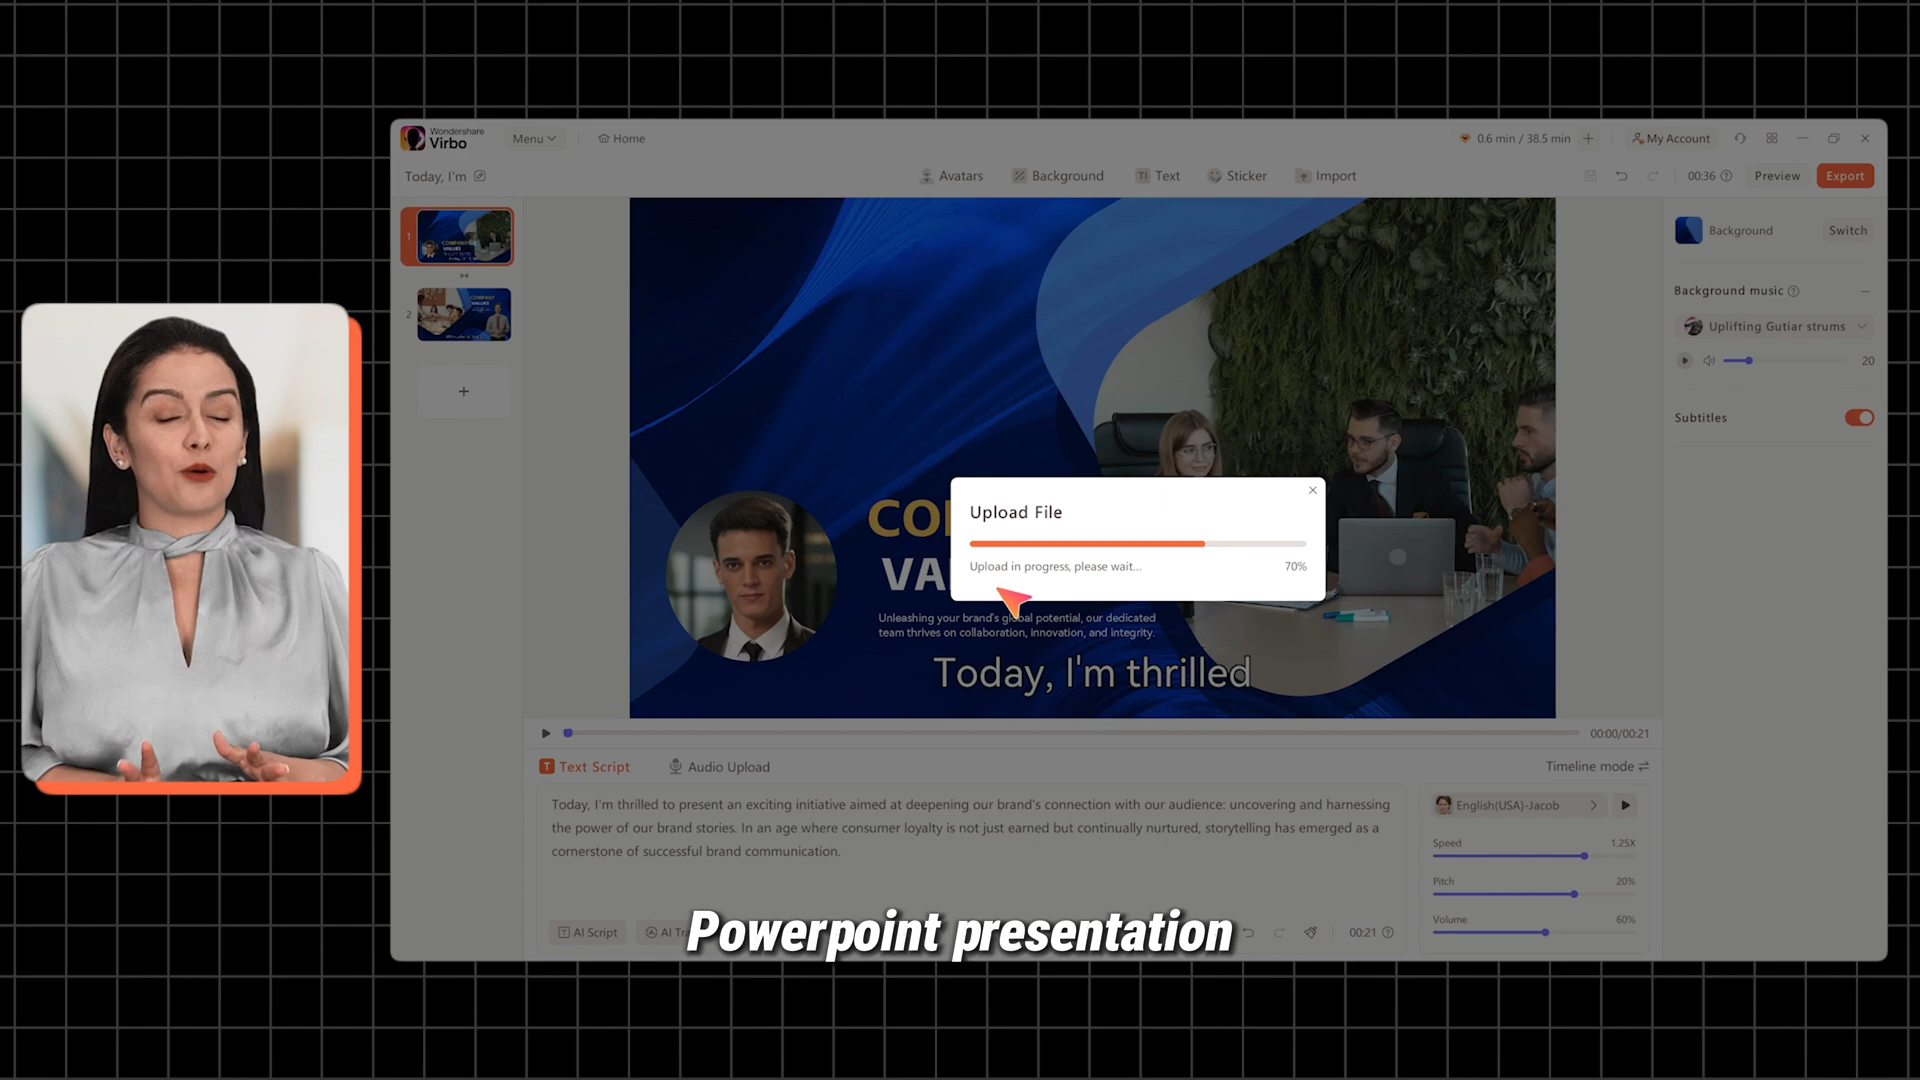 Wondershare
Virbo
Menu
Home
0.6 min / 38.5 min
My Account
Today, I'm
Avatars
Background
Text
Sticker
Import
00:36
Preview
Export
1
2
Background
Switch
Background music
Uplifting Gutiar strums
20
Subtitles
Upload File
Upload in progress, please wait...
70%
Unleashing your brand's global potential, our dedicated
team thrives on collaboration, innovation, and integrity.
Today, I'm thrilled
00:00/00:21
Text Script
Audio Upload
Timeline mode
Today, I'm thrilled to present an exciting initiative aimed at deepening our brand's connection with our audience: uncovering and harnessing
the power of our brand stories. In an age where consumer loyalty is not just earned but continually nurtured, storytelling has emerged as a
cornerstone of successful brand communication.
English(USA)-Jacob
Speed
1.25X
Pitch
20%
Volume
60%
AI Script
00:21
Powerpoint presentation